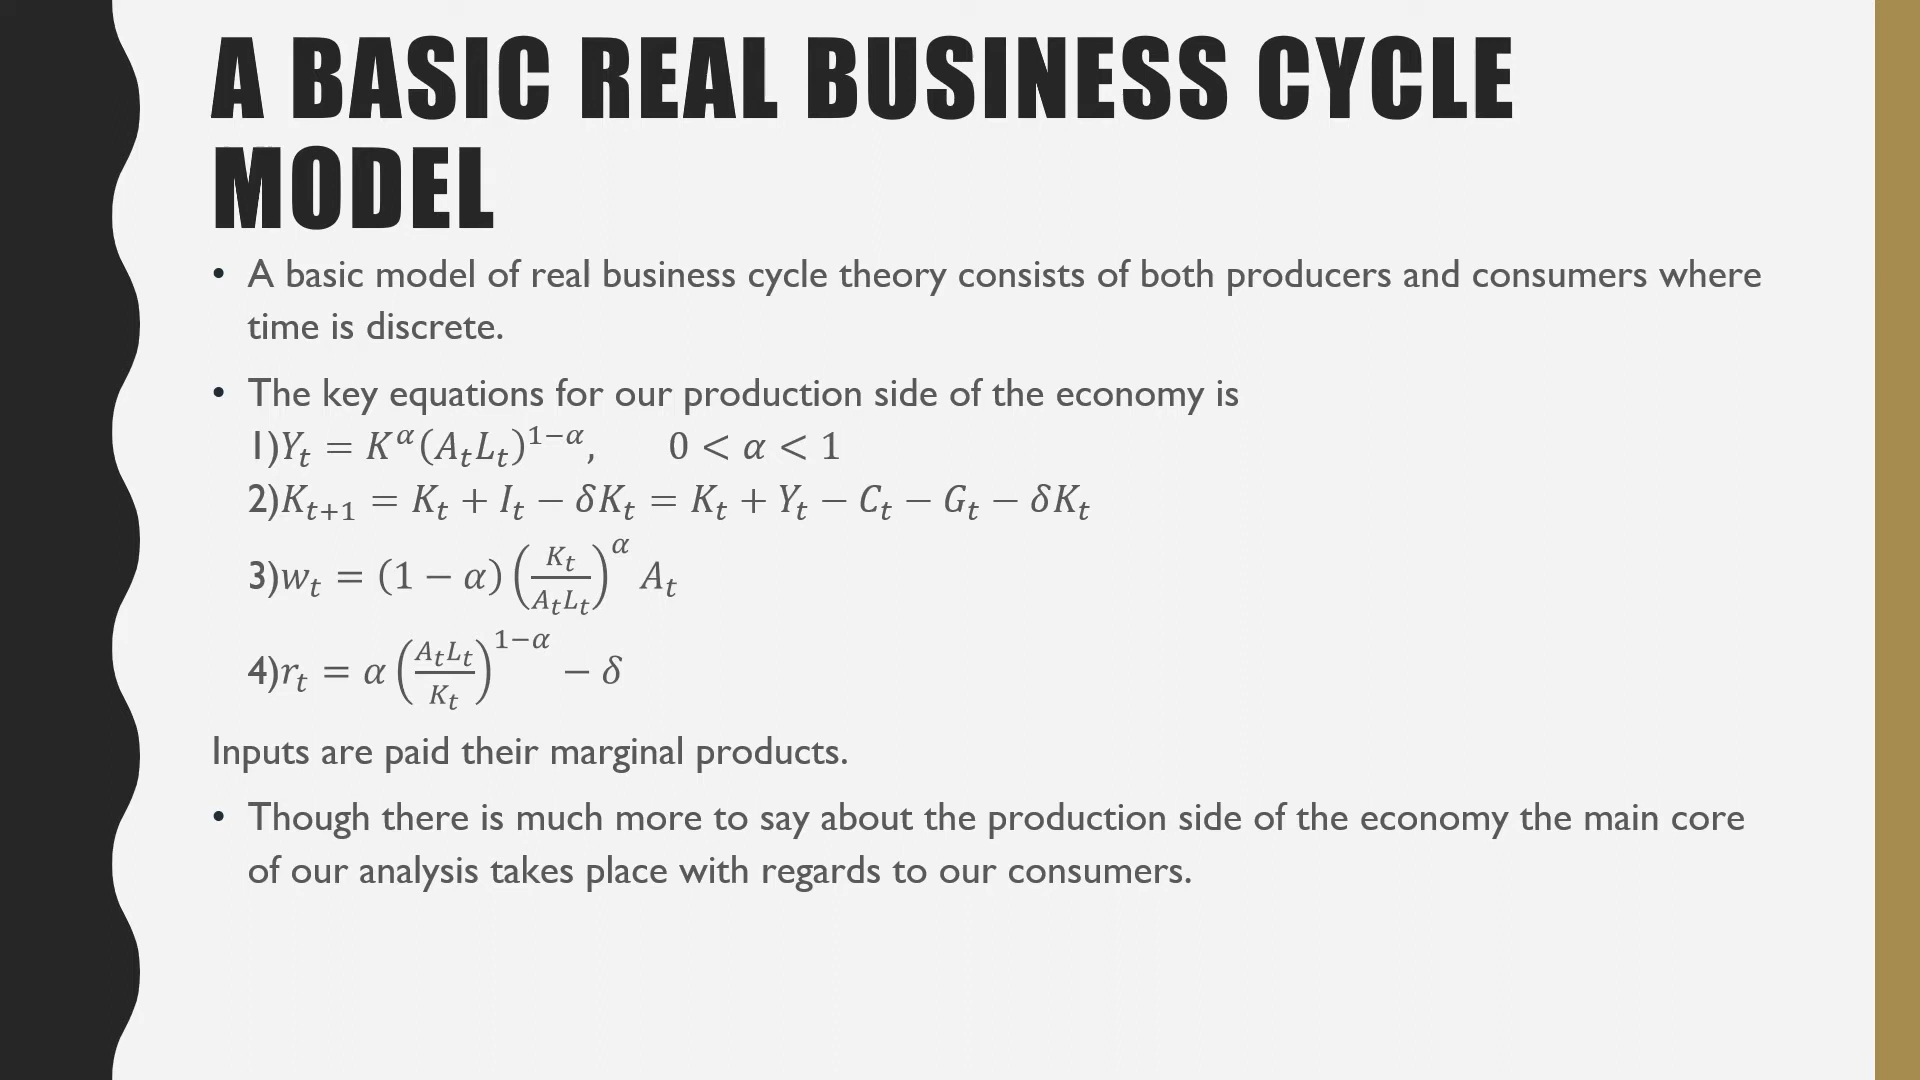 A BASIC REAL BUSINESS CYCLE
MODEL
• A basic model of real business cycle theory consists of both producers and consumers where
time is discrete.
• The key equations for our production side of the economy is
1)Y_t = K^α(A_tL_t)^{1−α}, 0 < α < 1
2)K_{t+1} = K_t + I_t − δK_t = K_t + Y_t − C_t − G_t − δK_t
3)w_t = (1 − α)(K_t/(A_tL_t))^α A_t
4)r_t = α(A_tL_t/K_t)^{1−α} − δ
Inputs are paid their marginal products.
• Though there is much more to say about the production side of the economy the main core
of our analysis takes place with regards to our consumers.